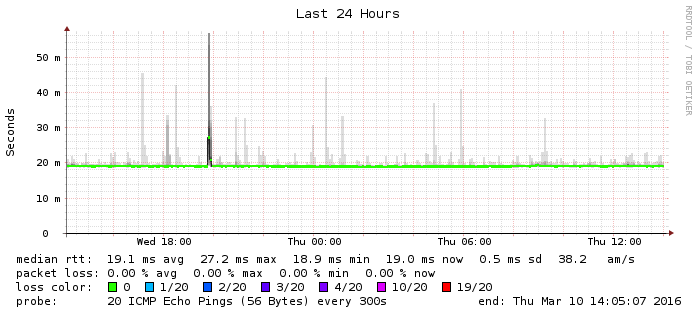 Last 24 Hours
RRDTOOL / TOBI OETIKER
Seconds
50 m
40 m
30 m
20 m
10 m
0
Wed 18:00 Thu 00:00 Thu 06:00 Thu 12:00
median rtt: 19.1 ms avg 27.2 ms max 18.9 ms min 19.0 ms now 0.5 ms sd 38.2 am/s
packet loss: 0.00 % avg 0.00 % max 0.00 % min 0.00 % now
loss color: 0 1/20 2/20 3/20 4/20 10/20 19/20
probe: 20 ICMP Echo Pings (56 Bytes) every 300s end: Thu Mar 10 14:05:07 2016